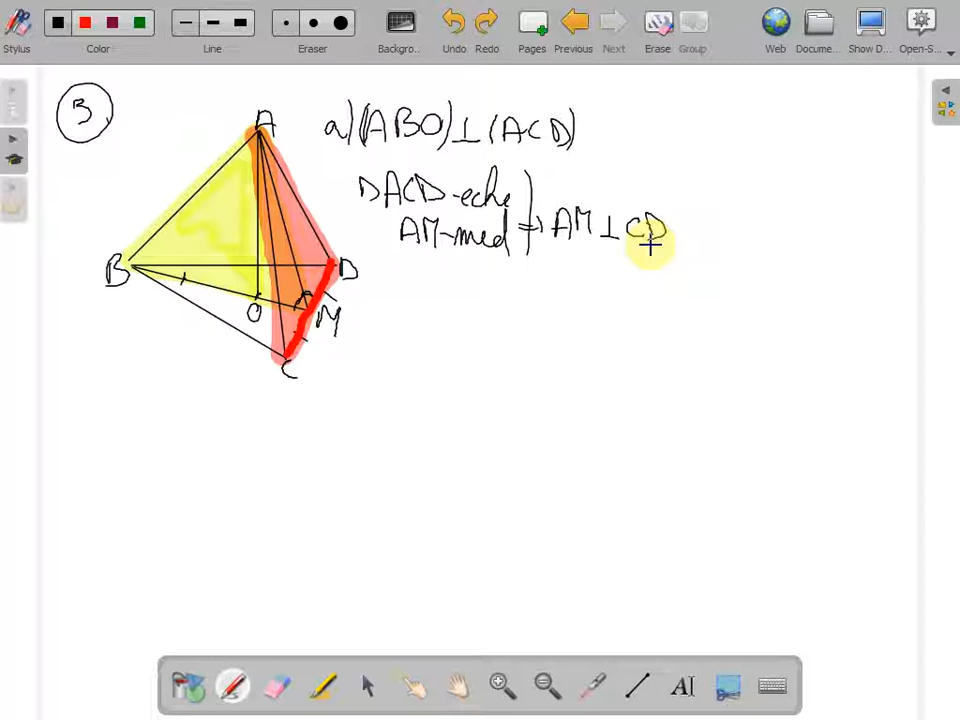 Stylus
Color
Line
Eraser
Backgro...
Undo
Redo
Pages
Previous
Next
Erase
Group
Web
Docume...
Show D...
Open-S...
3
A
B
D
O
M
C
a) (ABO) ⊥ (ACD)
ΔACD-eche
AM-med } => AM ⊥ CD